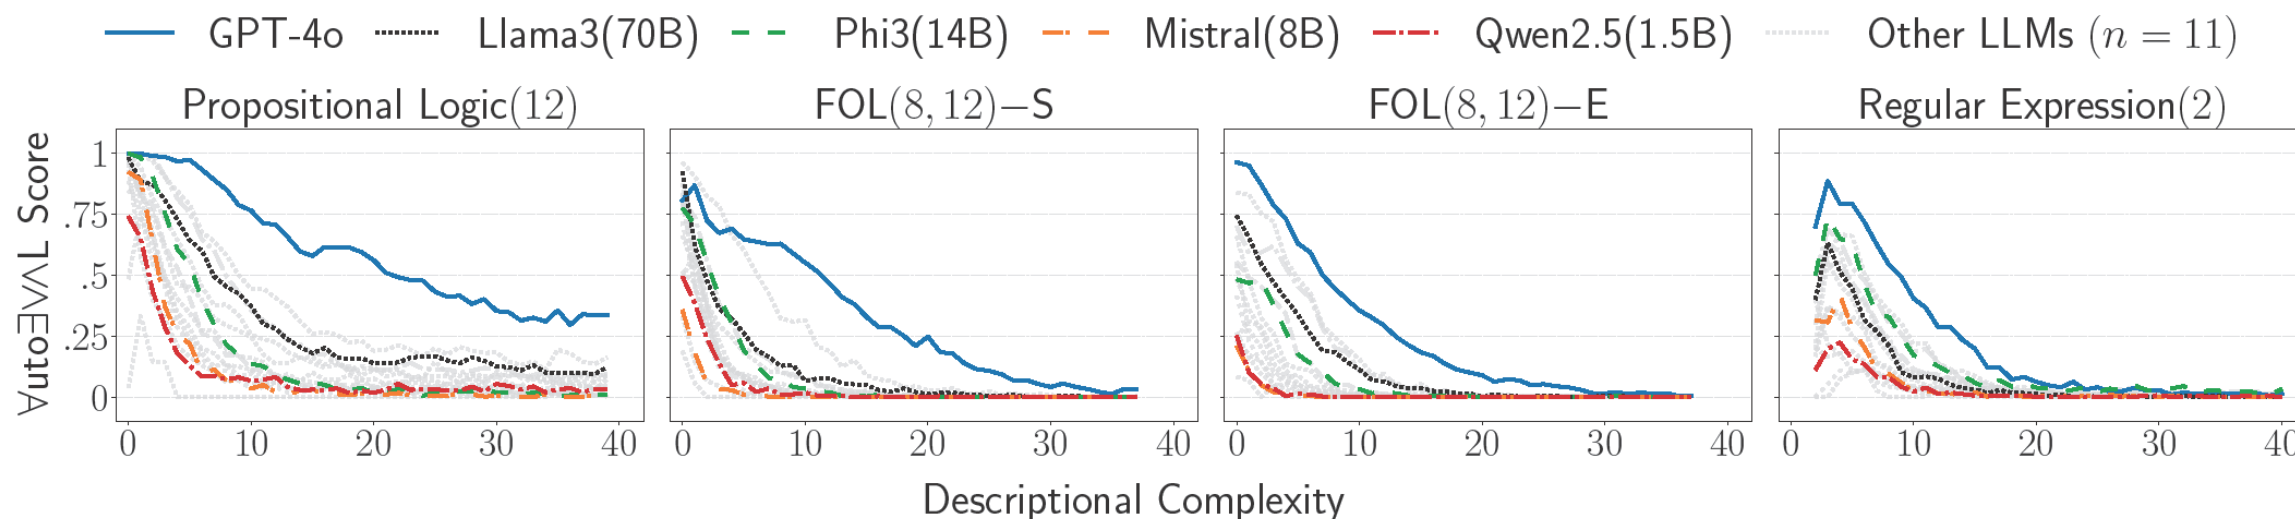 GPT-4o Llama3(70B) Phi3(14B) Mistral(8B) Qwen2.5(1.5B) Other LLMs (n = 11)
Propositional Logic(12) FOL(8, 12)−S FOL(8, 12)−E Regular Expression(2)
∀uto∃∨∧L Score
1
.75
.5
.25
0
0 10 20 30 40 0 10 20 30 40 0 10 20 30 40 0 10 20 30 40
Descriptional Complexity